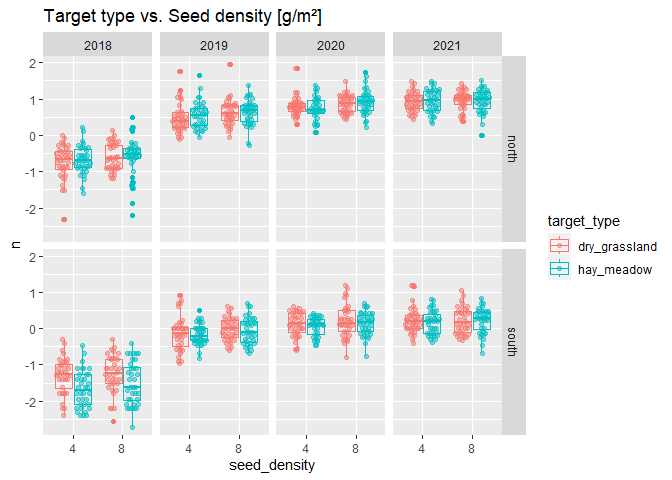 Target type vs. Seed density [g/m²]
2018 2019 2020 2021
2
1
0
-1
-2
north
n
2
1
0
-1
-2
south
4 8 4 8 4 8 4 8
seed_density
target_type
dry_grassland
hay_meadow